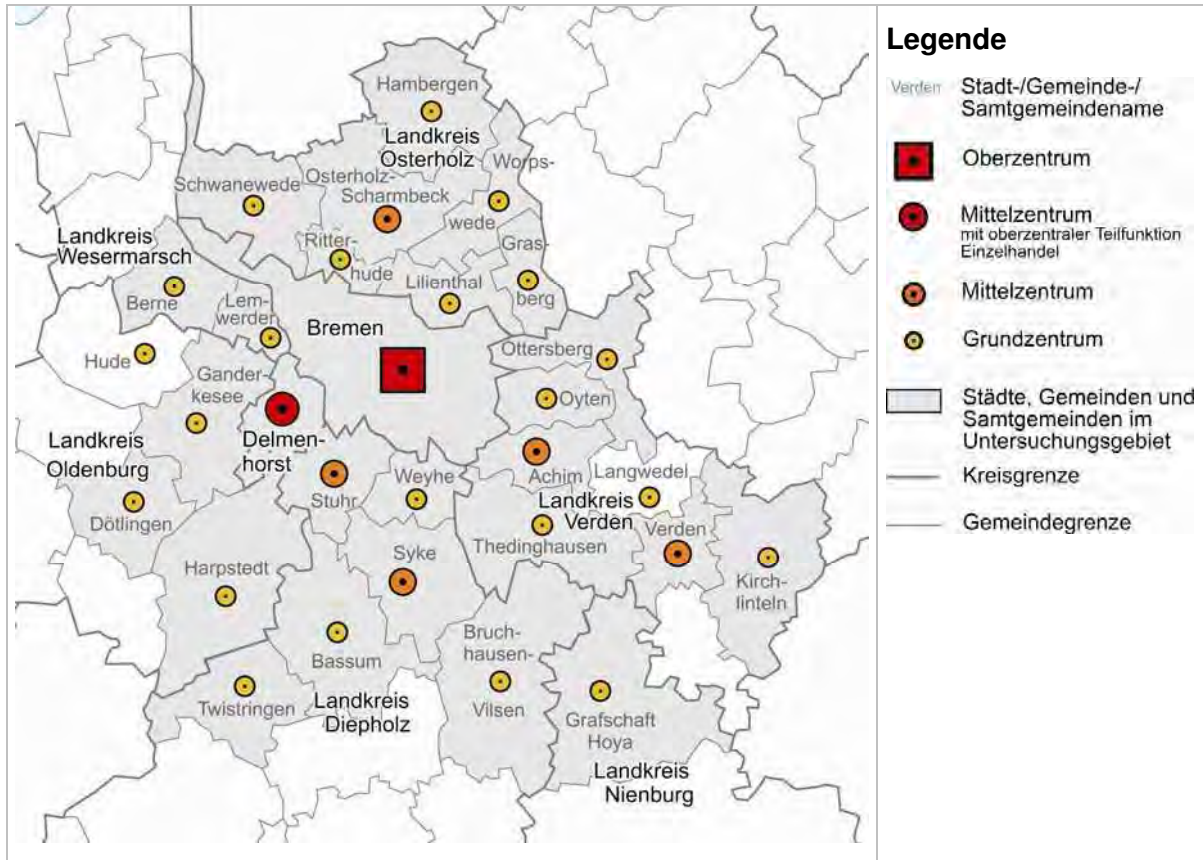 Hambergen
Landkreis
Osterholz
Worps-
wede
Schwanewede
Osterholz-
Scharmbeck
Ritter-
hude
Gras-
berg
Lilienthal
Landkreis
Wesermarsch
Berne
Lem-
werder
Bremen
Hude
Ottersberg
Gander-
kesee
Oyten
Landkreis
Oldenburg
Delmen-
horst
Stuhr
Weyhe
Achim
Langwedel
Landkreis
Verden
Dötlingen
Thedinghausen
Verden
Harpstedt
Syke
Kirch-
linteln
Bassum
Bruch-
hausen-
Vilsen
Twistringen
Landkreis
Diepholz
Grafschaft
Hoya
Landkreis
Nienburg
Legende
Verden
Stadt-/Gemeinde-/
Samtgemeindename
Oberzentrum
Mittelzentrum
mit oberzentraler Teilfunktion
Einzelhandel
Mittelzentrum
Grundzentrum
Städte, Gemeinden und
Samtgemeinden im
Untersuchungsgebiet
Kreisgrenze
Gemeindegrenze